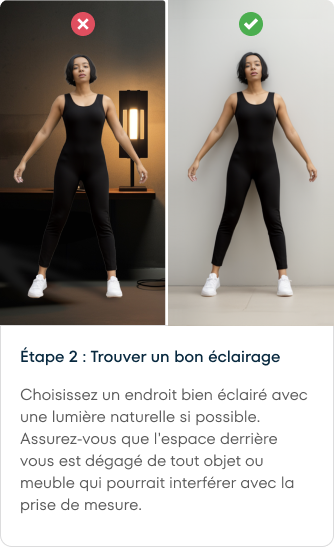 Étape 2 : Trouver un bon éclairage
Choisissez un endroit bien éclairé avec
une lumière naturelle si possible.
Assurez-vous que l'espace derrière
vous est dégagé de tout objet ou
meuble qui pourrait interférer avec la
prise de mesure.